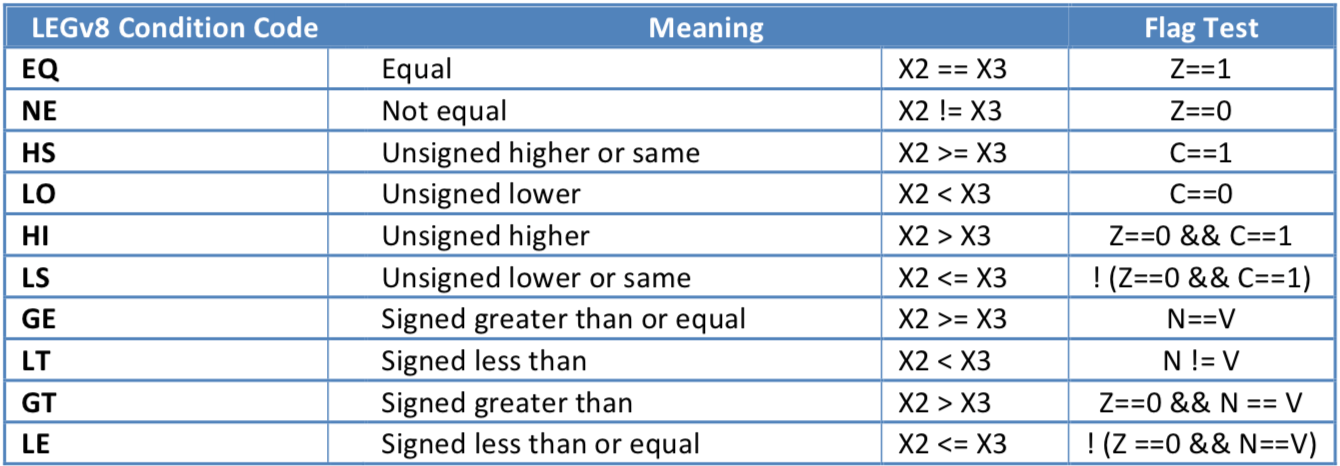 LEGv8 Condition Code Meaning Flag Test
EQ Equal X2 == X3 Z==1
NE Not equal X2 != X3 Z==0
HS Unsigned higher or same X2 >= X3 C==1
LO Unsigned lower X2 < X3 C==0
HI Unsigned higher X2 > X3 Z==0 && C==1
LS Unsigned lower or same X2 <= X3 ! (Z==0 && C==1)
GE Signed greater than or equal X2 >= X3 N==V
LT Signed less than X2 < X3 N != V
GT Signed greater than X2 > X3 Z==0 && N == V
LE Signed less than or equal X2 <= X3 ! (Z ==0 && N==V)